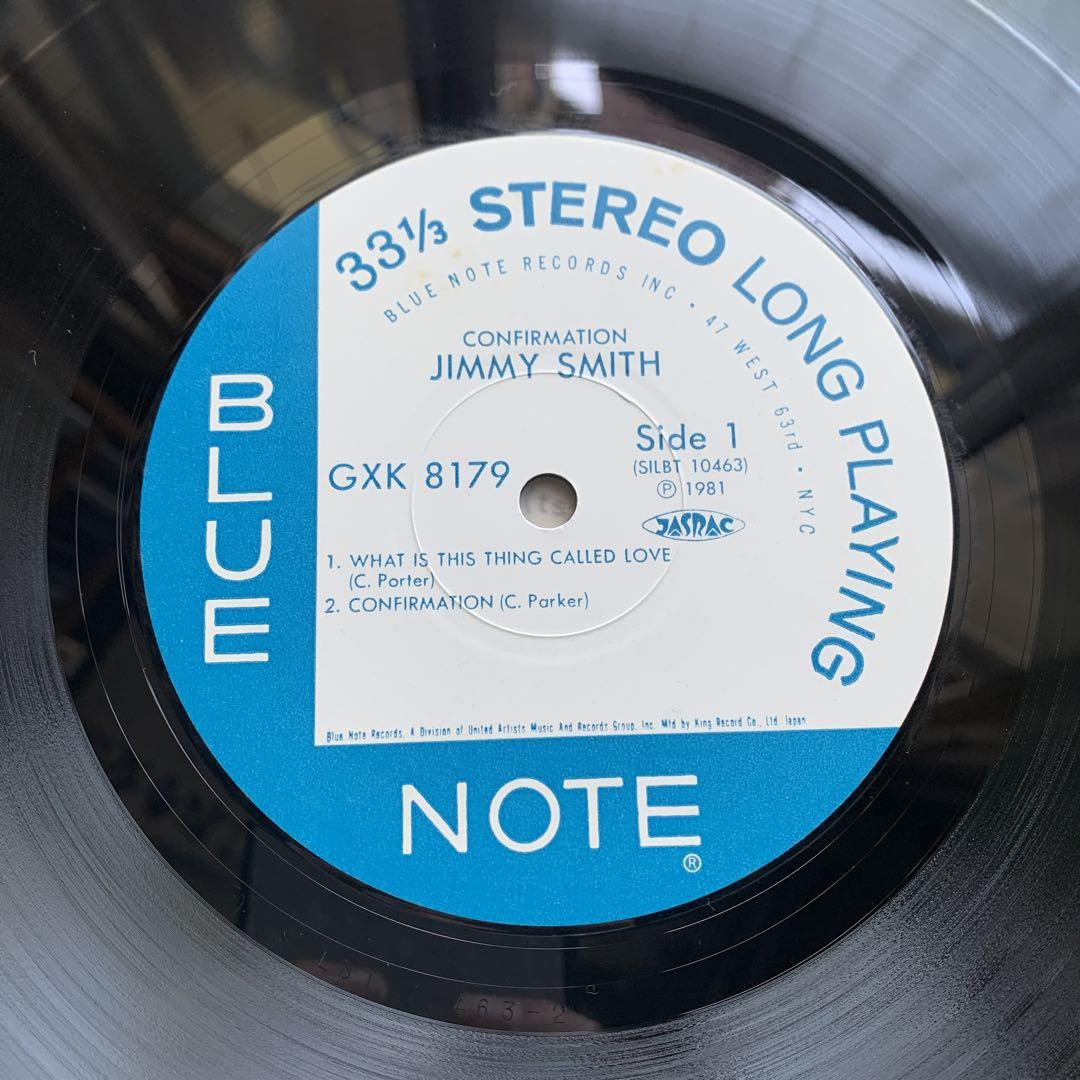 33⅓ STEREO LONG PLAYING
BLUE NOTE RECORDS INC • 47 WEST 63rd • NYC
CONFIRMATION
JIMMY SMITH
Side 1
GXK 8179
(SILBT 10463)
Ⓟ 1981
JASRAC
1. WHAT IS THIS THING CALLED LOVE
(C. Porter)
2. CONFIRMATION (C. Parker)
Blue Note Records, A Division of United Artists Music And Records Group, Inc. Mfd by King Record Co., Ltd. Japan
BLUE
NOTE ®